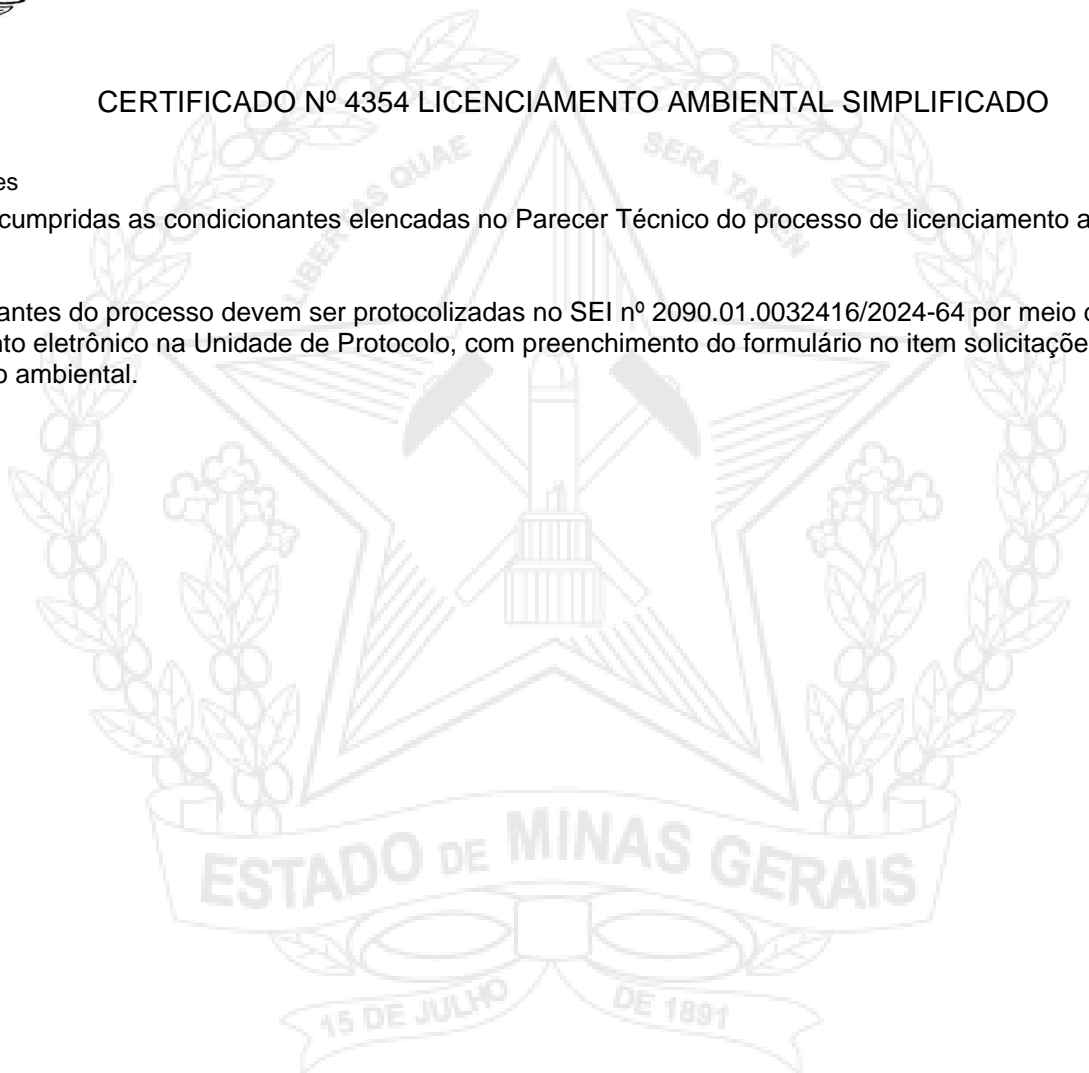 CERTIFICADO Nº 4354 LICENCIAMENTO AMBIENTAL SIMPLIFICADO
es
cumpridas as condicionantes elencadas no Parecer Técnico do processo de licenciamento a
antes do processo devem ser protocolizadas no SEI nº 2090.01.0032416/2024-64 por meio
nto eletrônico na Unidade de Protocolo, com preenchimento do formulário no item solicitaçõe
o ambiental.
LIBERTAS QUAE SERA TAMEN
ESTADO DE MINAS GERAIS
15 DE JULHO DE 1891